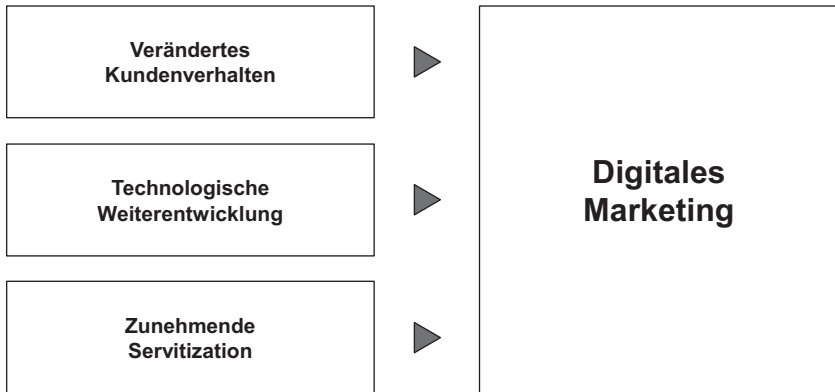 Verändertes
Kundenverhalten
Technologische
Weiterentwicklung
Zunehmende
Servitization
Digitales
Marketing